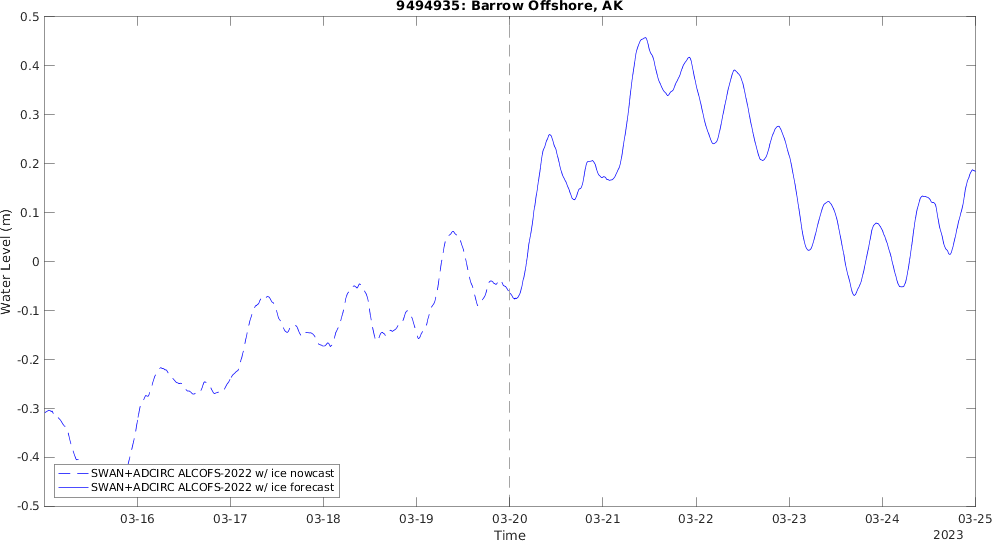 9494935: Barrow Offshore, AK
0.5
0.4
0.3
0.2
0.1
0
-0.1
-0.2
-0.3
-0.4
-0.5
Water Level (m)
SWAN+ADCIRC ALCOFS-2022 w/ ice nowcast
SWAN+ADCIRC ALCOFS-2022 w/ ice forecast
03-16 03-17 03-18 03-19 03-20 03-21 03-22 03-23 03-24 03-25
Time
2023